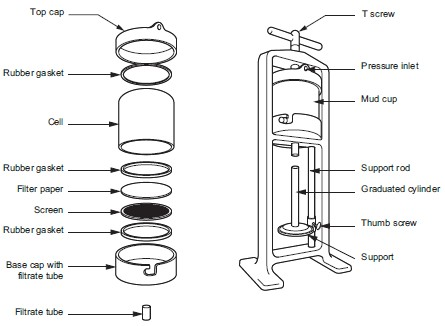 Top cap
Rubber gasket
Cell
Rubber gasket
Filter paper
Screen
Rubber gasket
Base cap with
filtrate tube
Filtrate tube
T screw
Pressure inlet
Mud cup
Support rod
Graduated cylinder
Thumb screw
Support